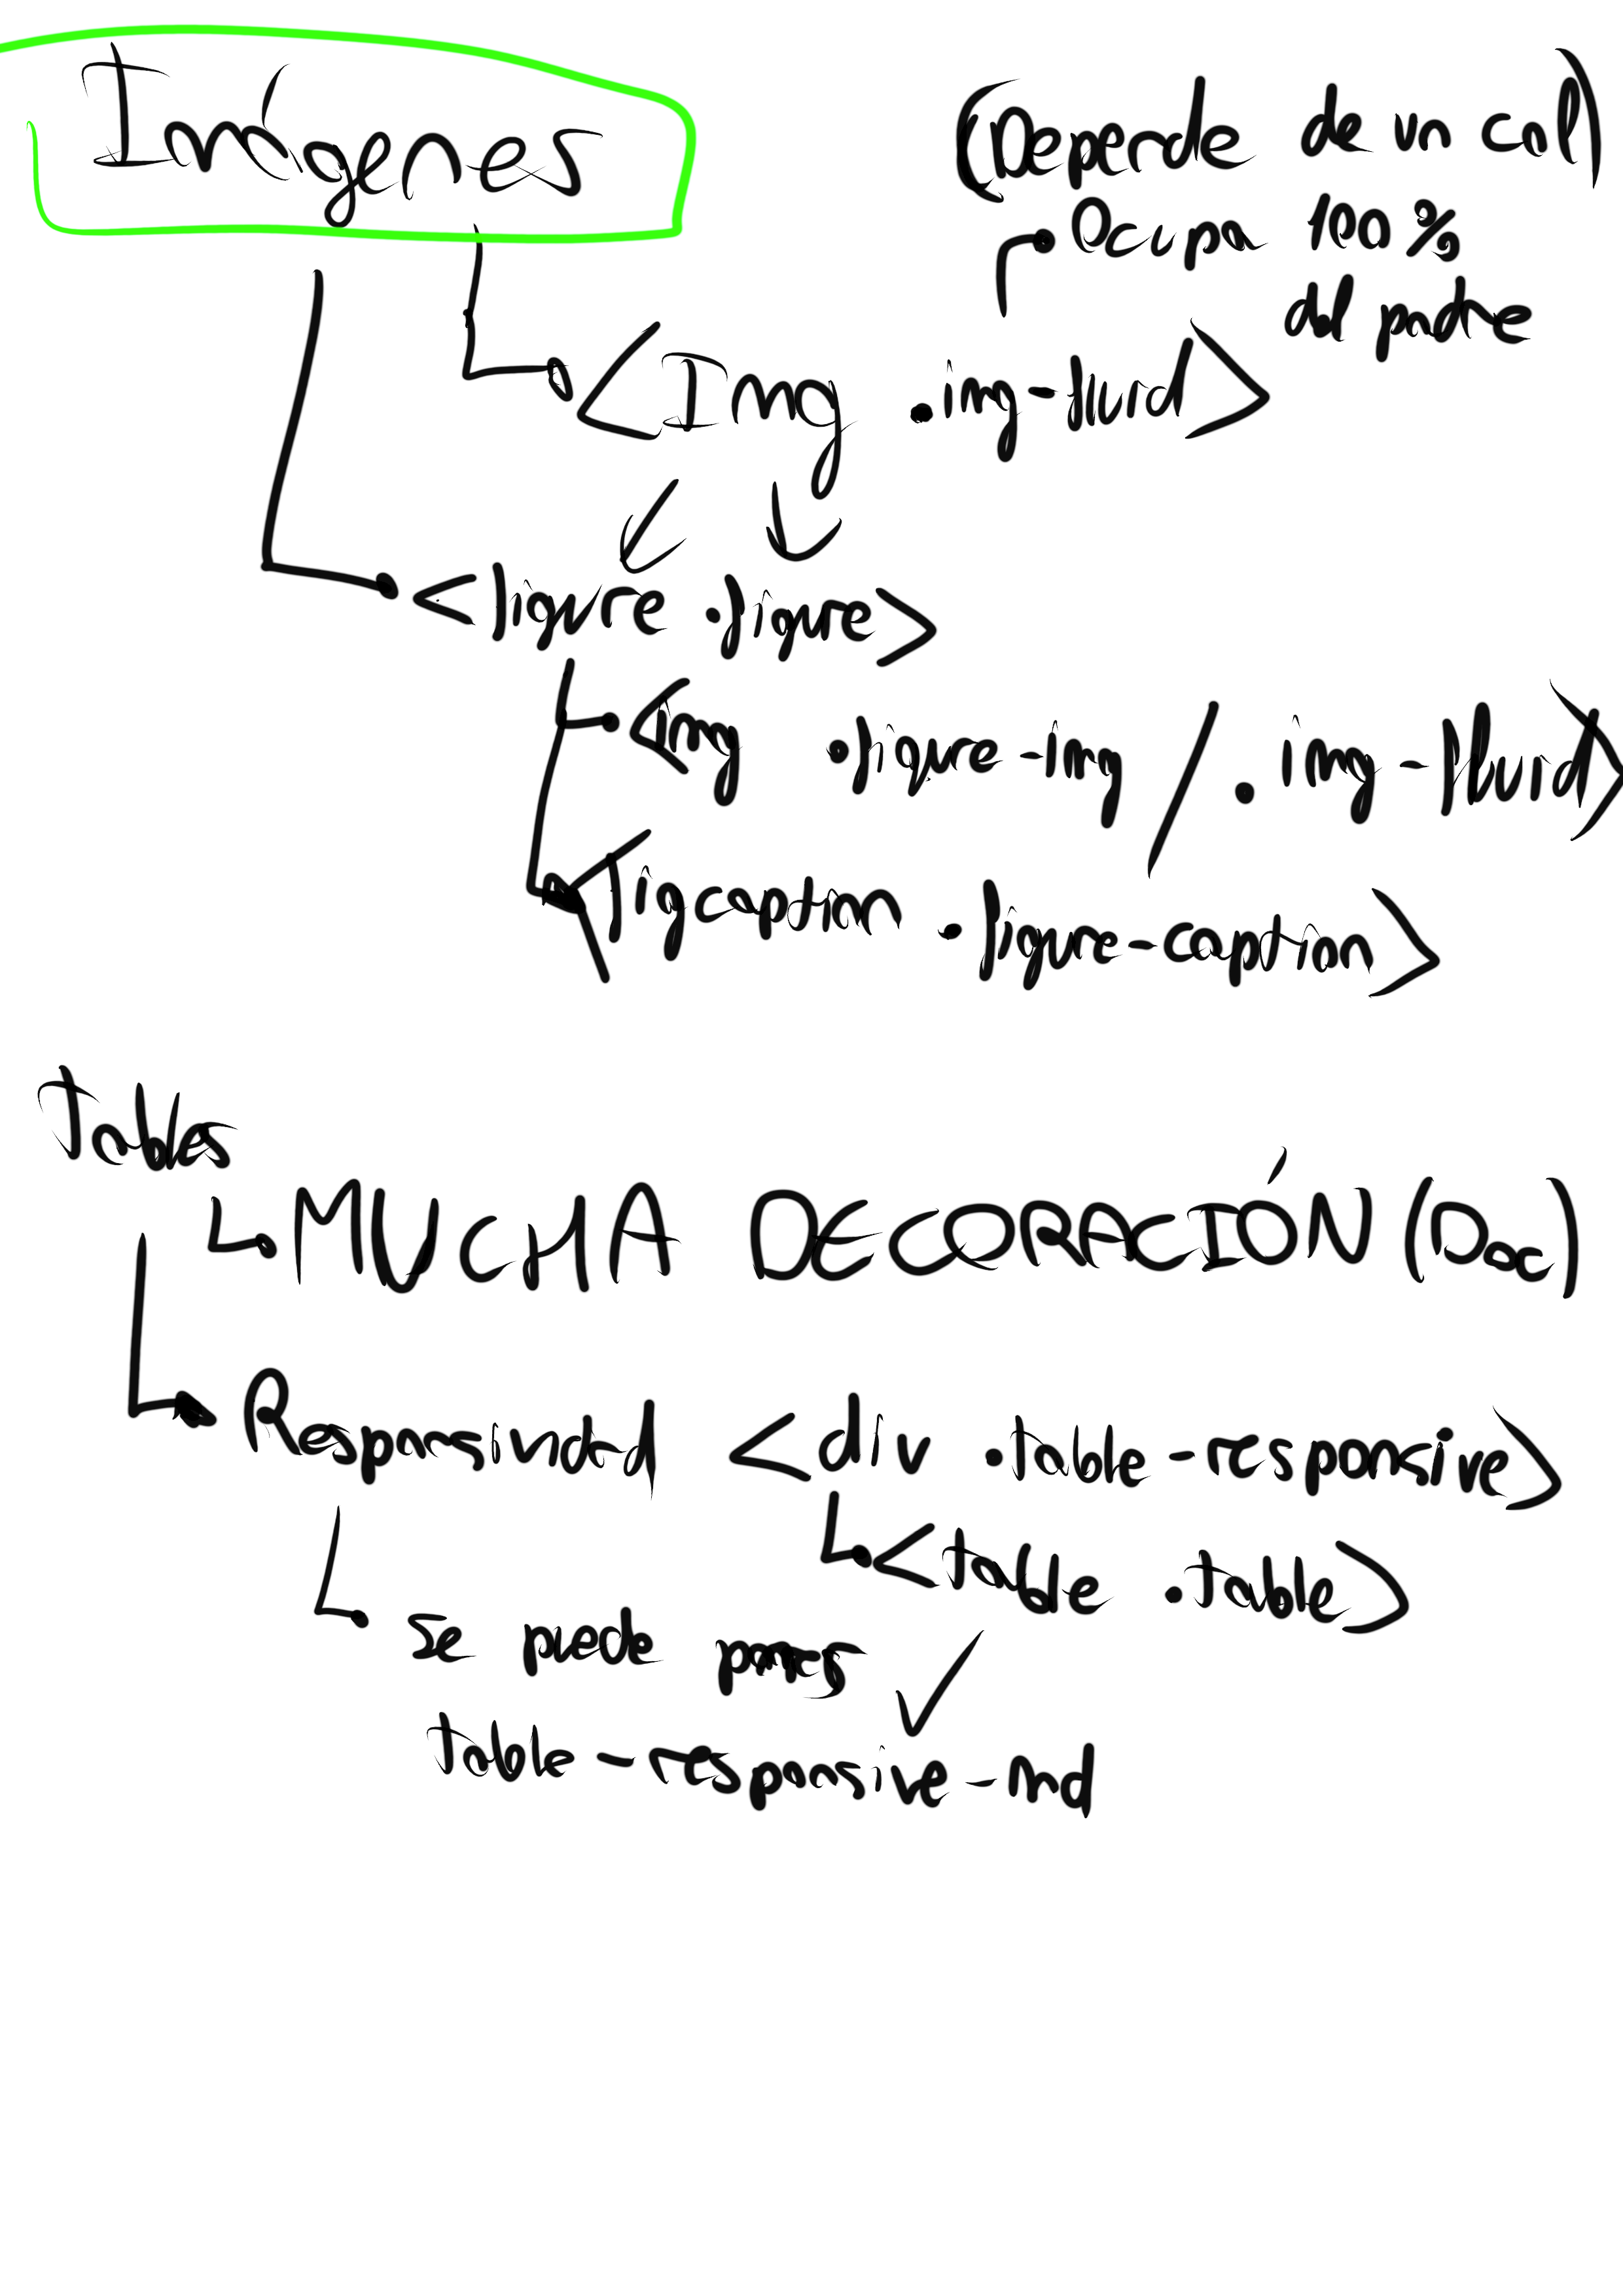 Imágenes
(Depende de un col)
Ocupa 100%
del padre
<Img .img-fluid>
<figure .figure>
<Img .figure-img / .img-fluid>
<figcaption .figure-caption>
Tables
MUCHA DECORACIÓN (Doc)
Responsividad <div .table-responsive>
<table .table>
se puede poner
table-responsive-md